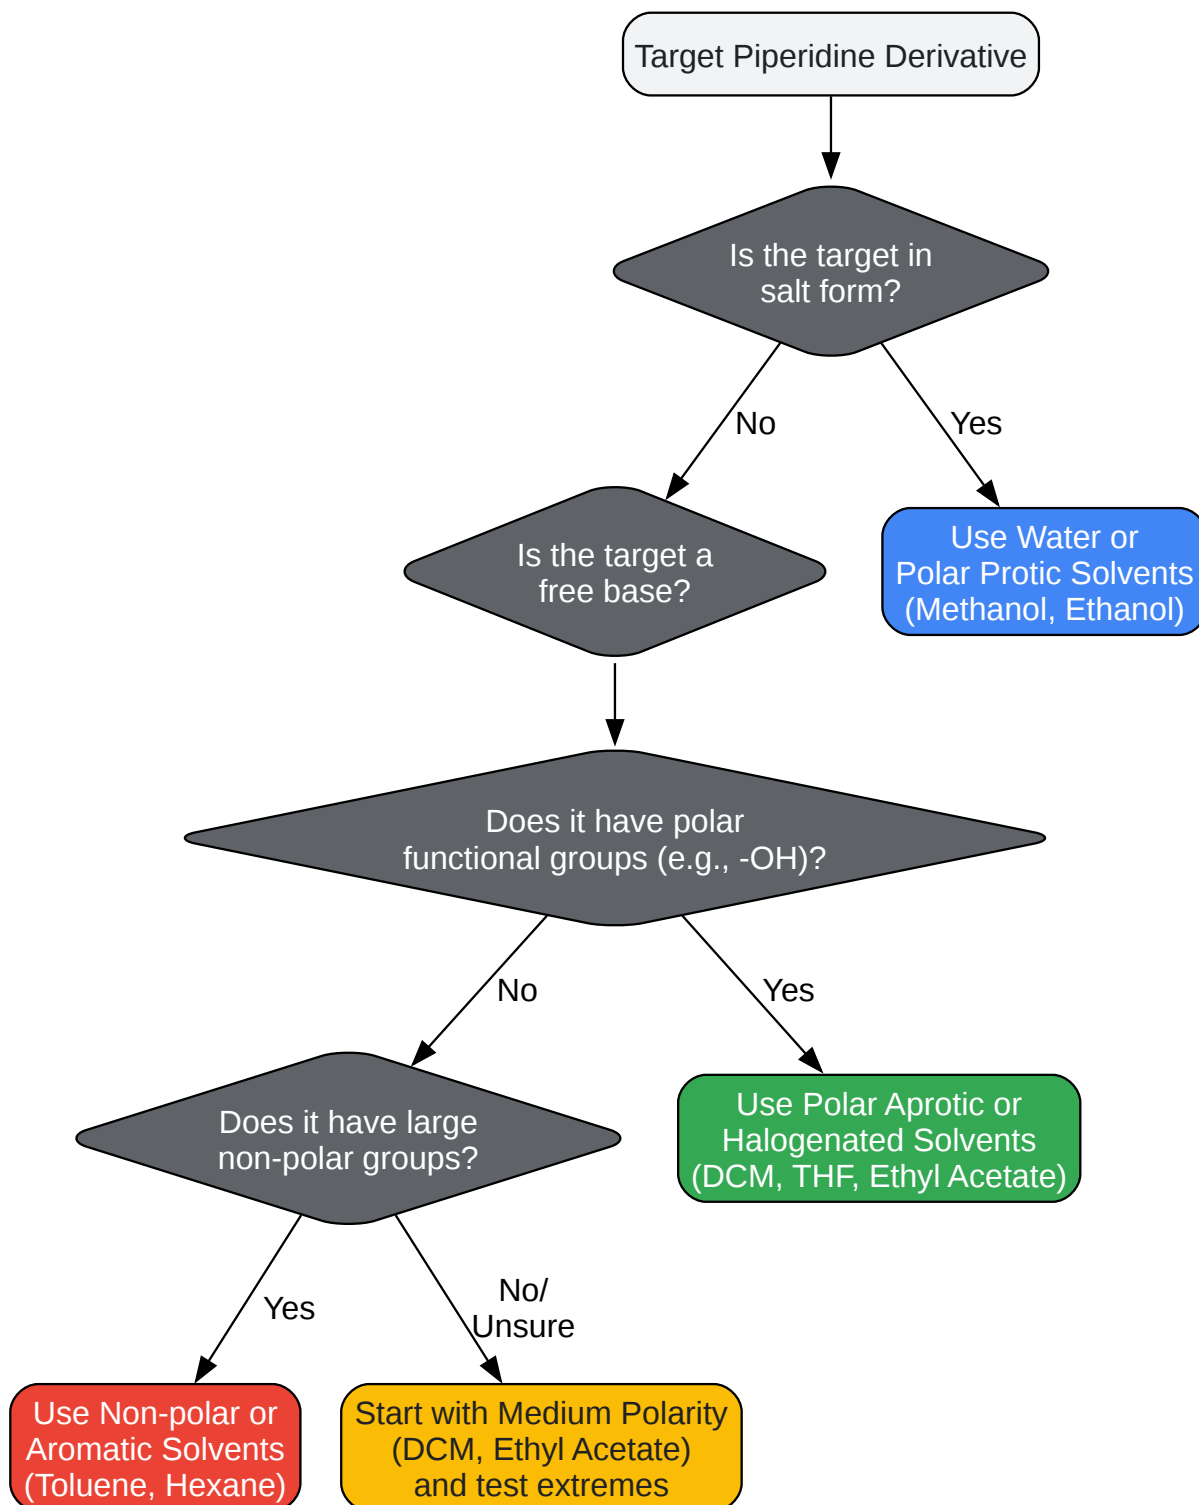 Target Piperidine Derivative
Is the target in
salt form?
No
Yes
Is the target a
free base?
Use Water or
Polar Protic Solvents
(Methanol, Ethanol)
Does it have polar
functional groups (e.g., -OH)?
No
Yes
Does it have large
non-polar groups?
Use Polar Aprotic or
Halogenated Solvents
(DCM, THF, Ethyl Acetate)
Yes
No/
Unsure
Use Non-polar or
Aromatic Solvents
(Toluene, Hexane)
Start with Medium Polarity
(DCM, Ethyl Acetate)
and test extremes